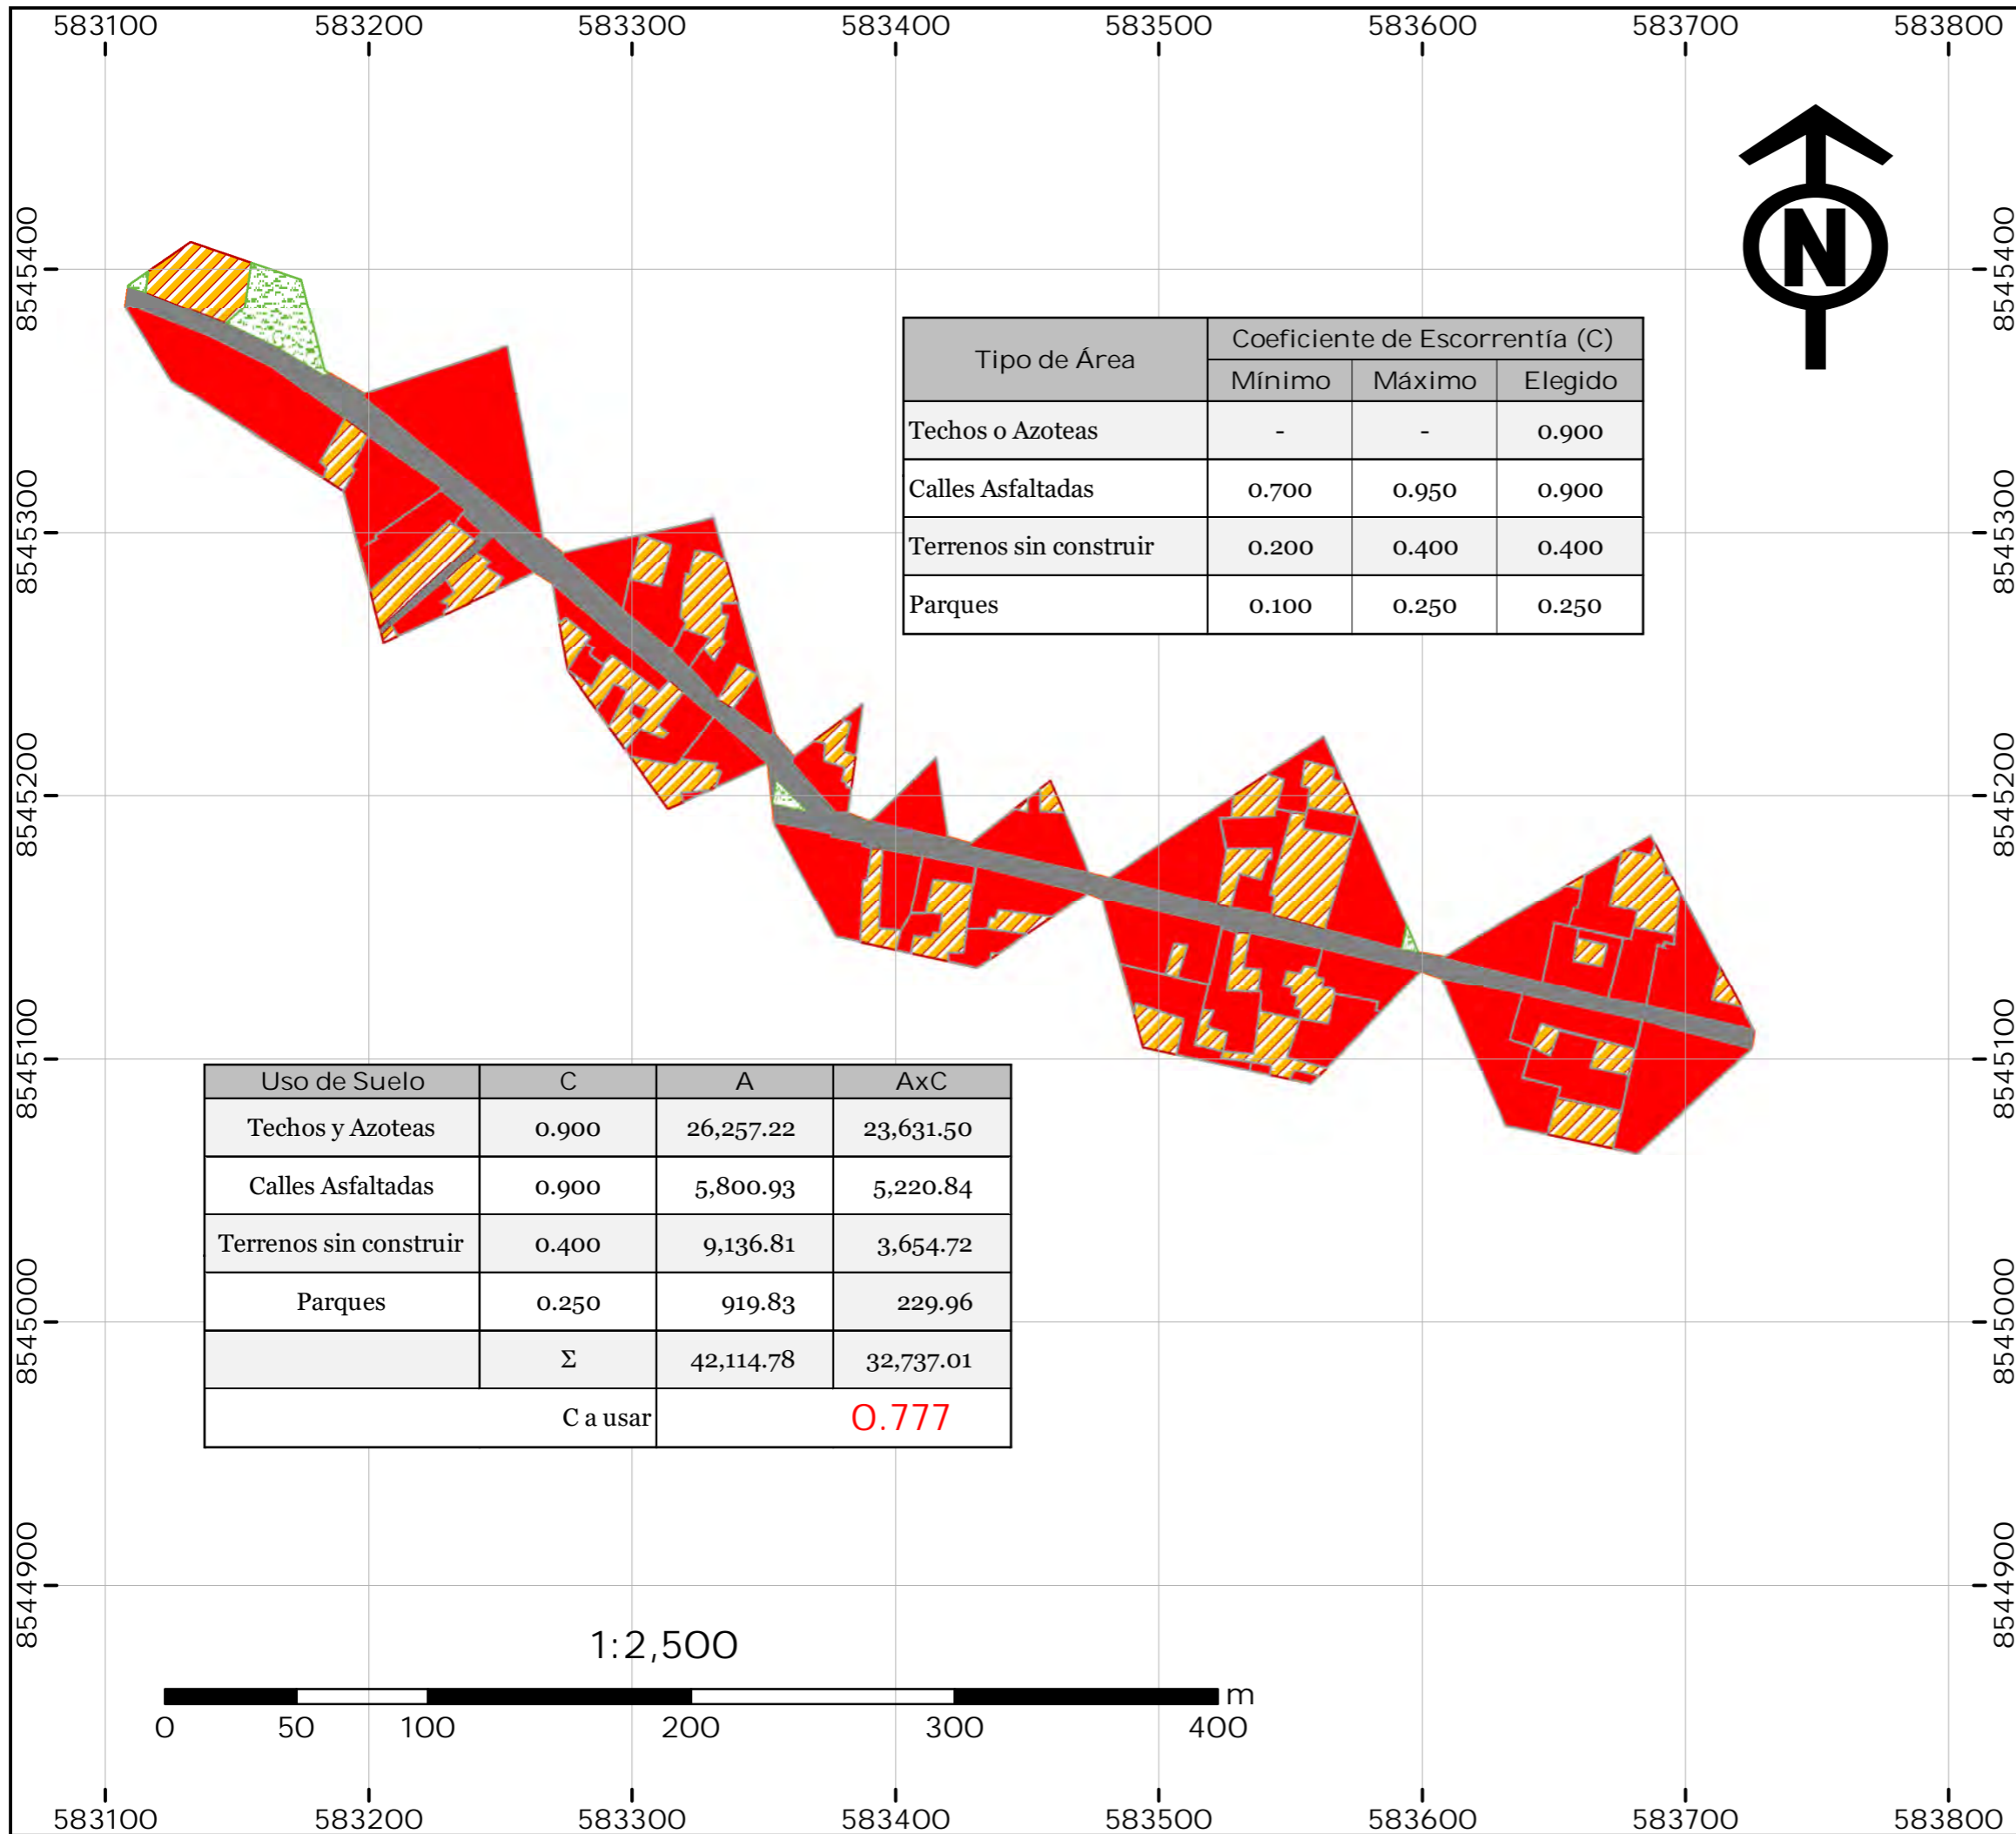 583100 583200 583300 583400 583500 583600 583700 583800
8545400 8545400
N
Tipo de Área Coeficiente de Escorrentía (C)
Mínimo Máximo Elegido
Techos o Azoteas - - 0.900
Calles Asfaltadas 0.700 0.950 0.900
8545300 8545300
Terrenos sin construir 0.200 0.400 0.400
Parques 0.100 0.250 0.250
8545200 8545200
8545100 8545100
Uso de Suelo C A AxC
Techos y Azoteas 0.900 26,257.22 23,631.50
Calles Asfaltadas 0.900 5,800.93 5,220.84
Terrenos sin construir 0.400 9,136.81 3,654.72
Parques 0.250 919.83 229.96
8545000 8545000
Σ 42,114.78 32,737.01
C a usar 0.777
8544900 8544900
1:2,500
m
0 50 100 200 300 400
583100 583200 583300 583400 583500 583600 583700 583800